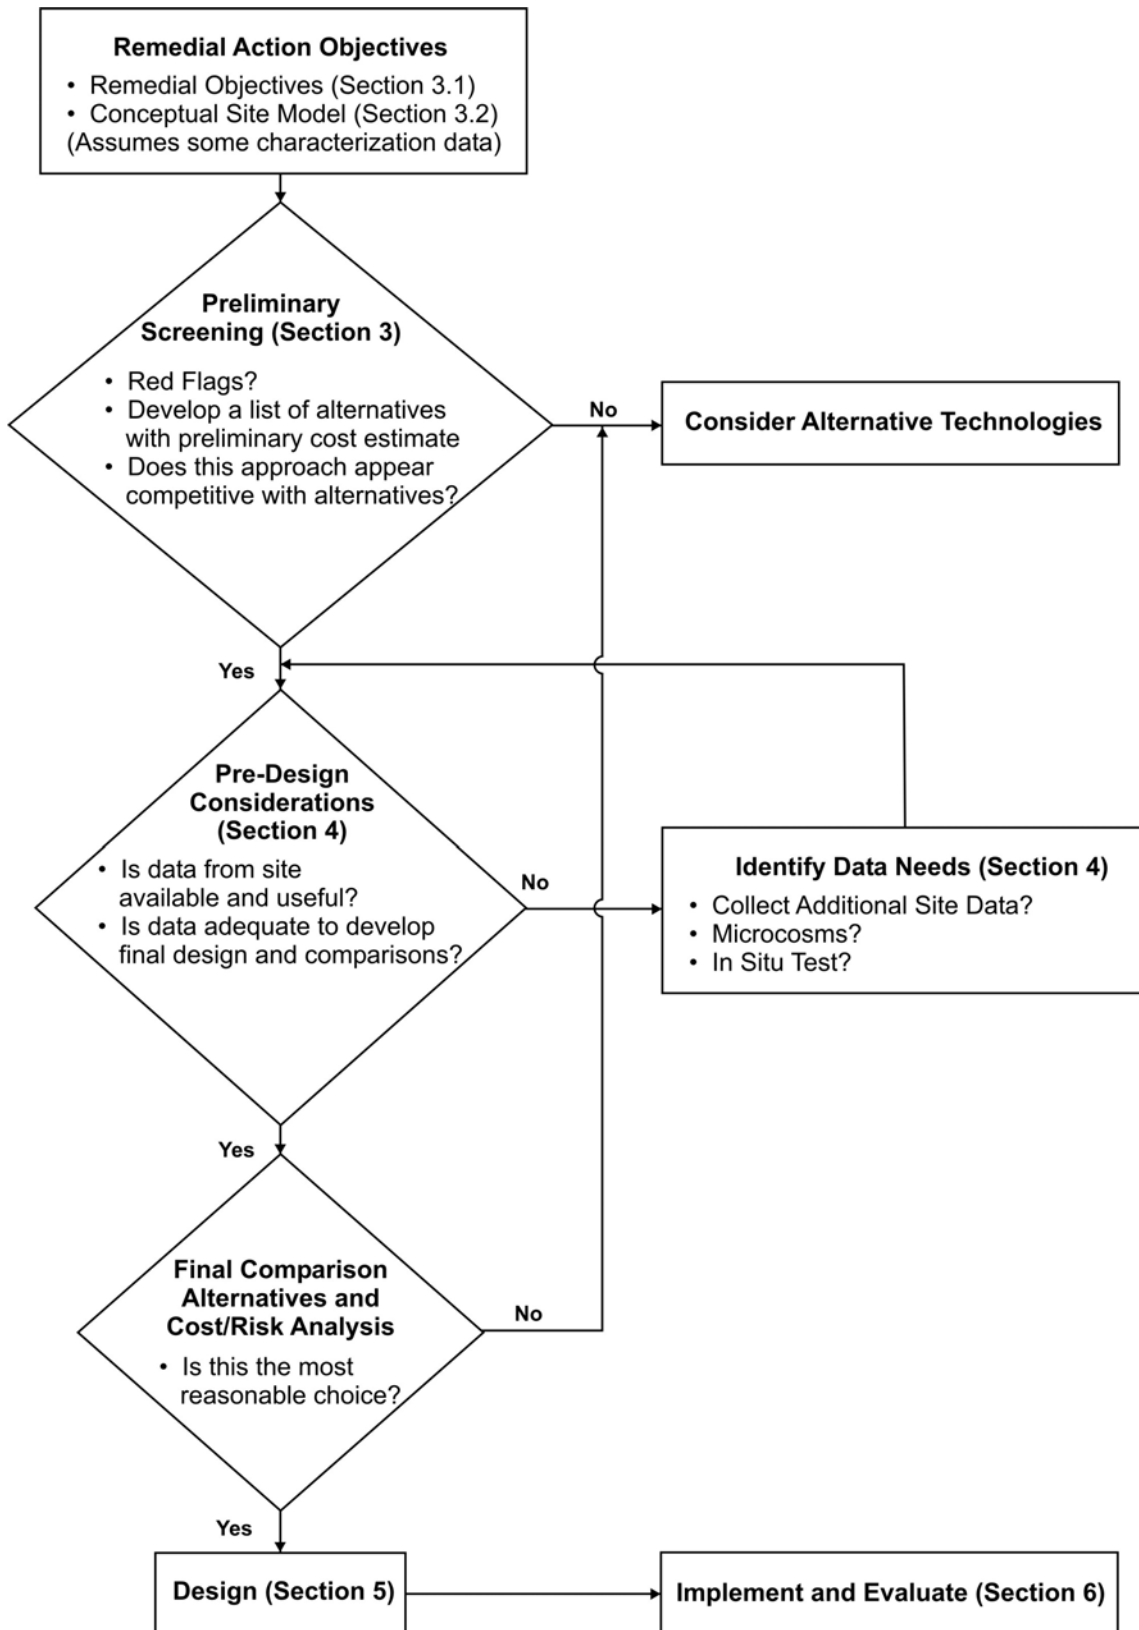 Remedial Action Objectives
• Remedial Objectives (Section 3.1)
• Conceptual Site Model (Section 3.2)
(Assumes some characterization data)
Preliminary
Screening (Section 3)
• Red Flags?
• Develop a list of alternatives
with preliminary cost estimate
• Does this approach appear
competitive with alternatives?
No
Consider Alternative Technologies
Yes
Pre-Design
Considerations
(Section 4)
• Is data from site
available and useful?
• Is data adequate to develop
final design and comparisons?
No
Identify Data Needs (Section 4)
• Collect Additional Site Data?
• Microcosms?
• In Situ Test?
Yes
Final Comparison
Alternatives and
Cost/Risk Analysis
• Is this the most
reasonable choice?
No
Yes
Design (Section 5)
Implement and Evaluate (Section 6)